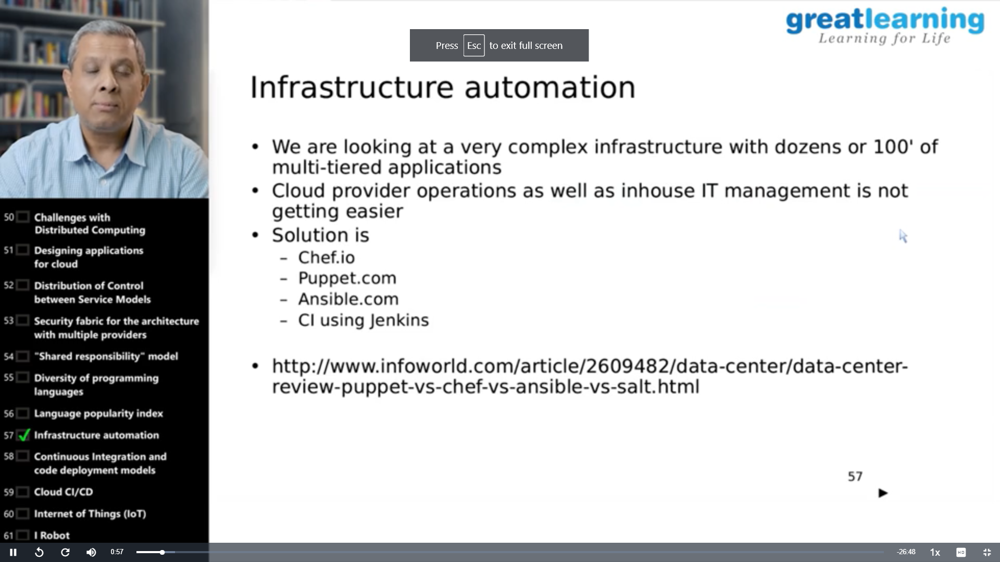 greatlearning
Learning for Life
Press Esc to exit full screen
Infrastructure automation
• We are looking at a very complex infrastructure with dozens or 100' of
multi-tiered applications
• Cloud provider operations as well as inhouse IT management is not
getting easier
• Solution is
– Chef.io
– Puppet.com
– Ansible.com
– CI using Jenkins
• http://www.infoworld.com/article/2609482/data-center/data-center-
review-puppet-vs-chef-vs-ansible-vs-salt.html
57
50 Challenges with
Distributed Computing
51 Designing applications
for cloud
52 Distribution of Control
between Service Models
53 Security fabric for the architecture
with multiple providers
54 "Shared responsibility" model
55 Diversity of programming
languages
56 Language popularity index
57 Infrastructure automation
58 Continuous Integration and
code deployment models
59 Cloud CI/CD
60 Internet of Things (IoT)
61 I Robot
0:57
-26:48
1x
HD